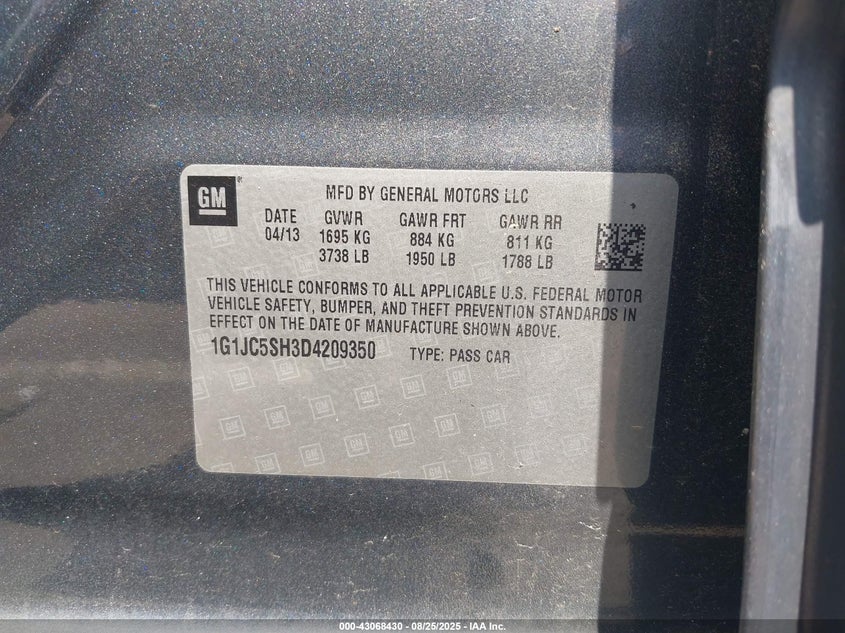 GM
MFD BY GENERAL MOTORS LLC
DATE GVWR GAWR FRT GAWR RR
04/13 1695 KG 884 KG 811 KG
3738 LB 1950 LB 1788 LB
THIS VEHICLE CONFORMS TO ALL APPLICABLE U.S. FEDERAL MOTOR
VEHICLE SAFETY, BUMPER, AND THEFT PREVENTION STANDARDS IN
EFFECT ON THE DATE OF MANUFACTURE SHOWN ABOVE.
1G1JC5SH3D4209350 TYPE: PASS CAR
000-43068430 - 08/25/2025 - IAA Inc.